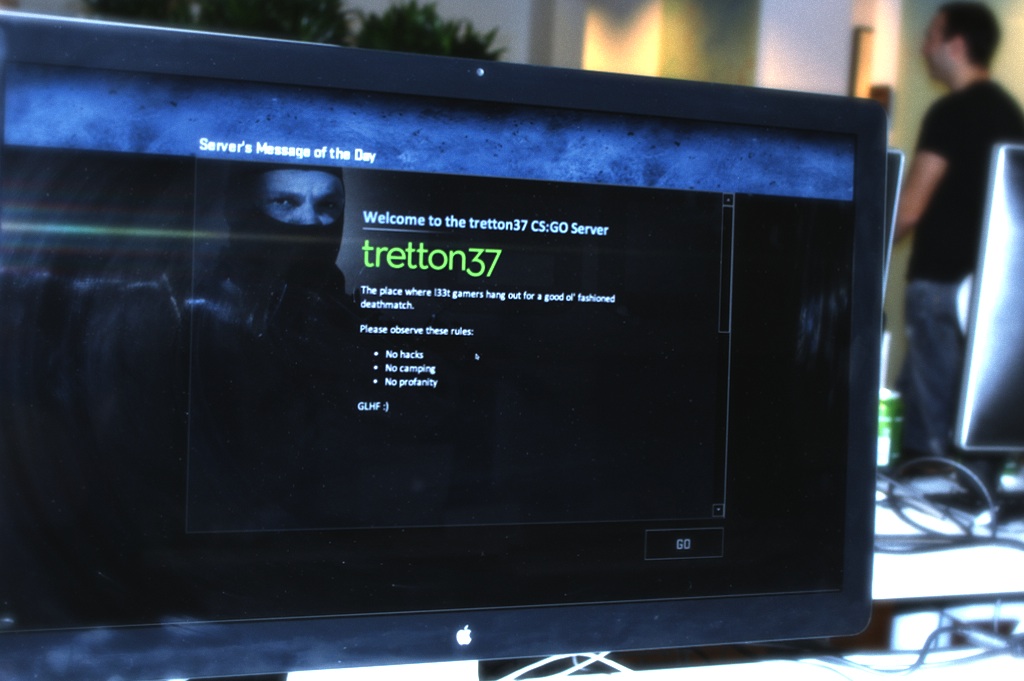 Server's Message of the Day
Welcome to the tretton37 CS:GO Server
tretton37
The place where l33t gamers hang out for a good ol' fashioned
deathmatch.
Please observe these rules:
• No hacks
• No camping
• No profanity
GLHF :)
GO